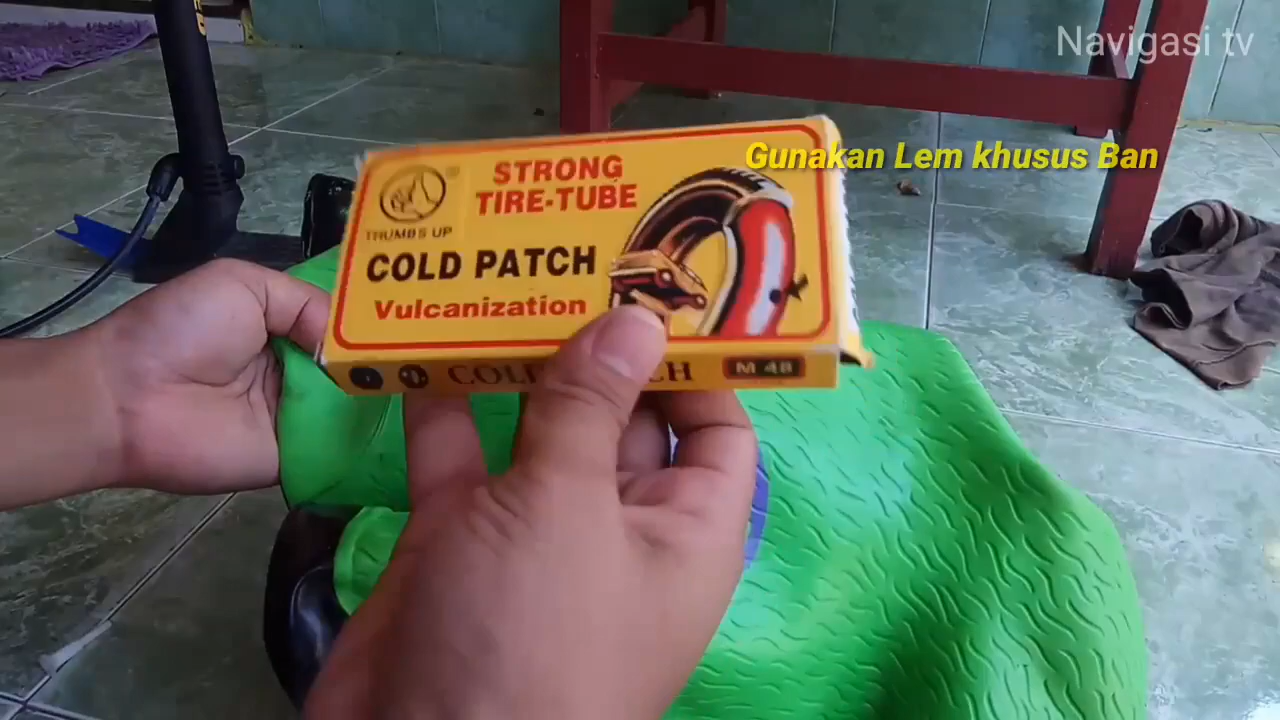 Navigasi tv
Gunakan Lem khusus Ban
STRONG
TIRE-TUBE
THUMBS UP
COLD PATCH
Vulcanization
M 48